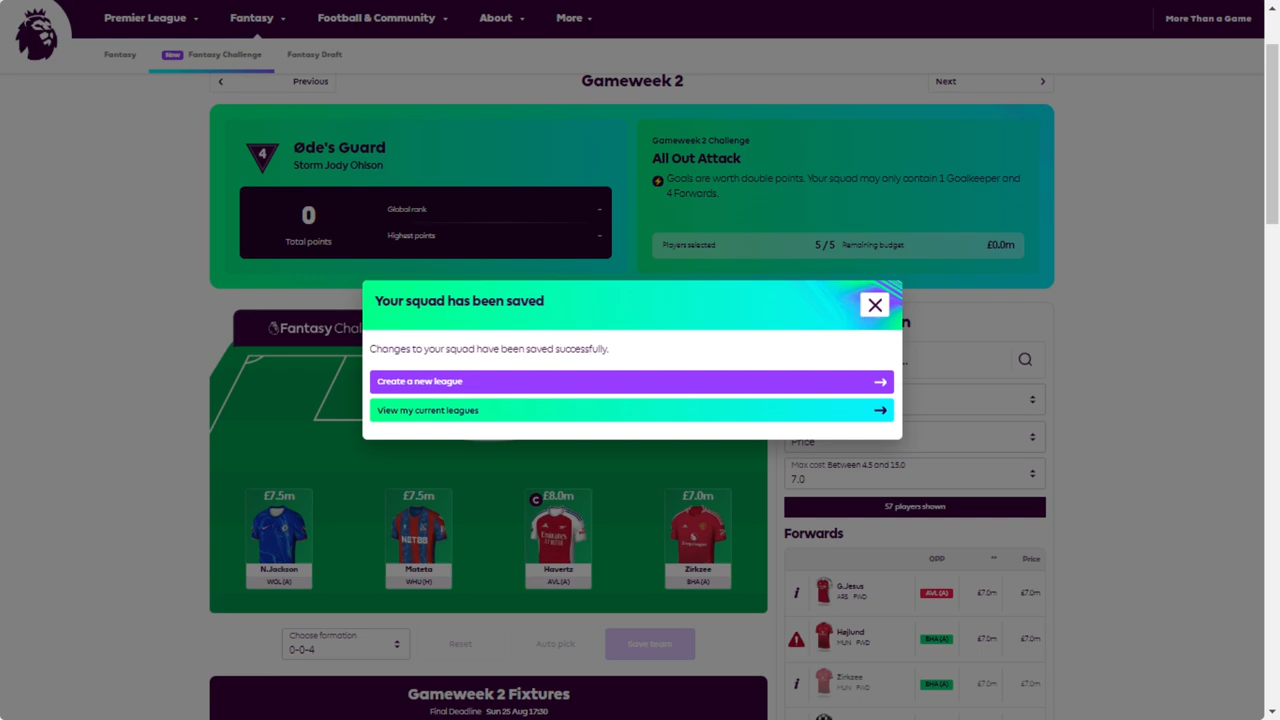 Premier League
Fantasy
Football & Community
About
More
More Than a Game
Fantasy
New Fantasy Challenge
Fantasy Draft
Previous
Gameweek 2
Next
4
Øde's Guard
Storm Jody Ohlson
0
Total points
Global rank -
Highest points -
Gameweek 2 Challenge
All Out Attack
Goals are worth double points. Your squad may only contain 1 Goalkeeper and
4 Forwards.
Players selected 5 / 5 Remaining budget £0.0m
Your squad has been saved
Changes to your squad have been saved successfully.
Create a new league
View my current leagues
Fantasy Chal
£7.5m
N.Jackson
WOL (A)
£7.5m
NET88
Mateta
WHU (H)
C £8.0m
Havertz
AVL (A)
£7.0m
Zirkzee
BHA (A)
Choose formation
0-0-4
Reset
Auto pick
Save team
Gameweek 2 Fixtures
Final Deadline Sun 25 Aug 17:30
n
..
Price
Max cost Between 4.5 and 15.0
7.0
57 players shown
Forwards
OPP ** Price
G.Jesus
ARS FWD
AVL (A) £7.0m £7.0m
Højlund
MUN FWD
BHA (A) £7.0m £7.0m
Zirkzee
MUN FWD
BHA (A) £7.0m £7.0m